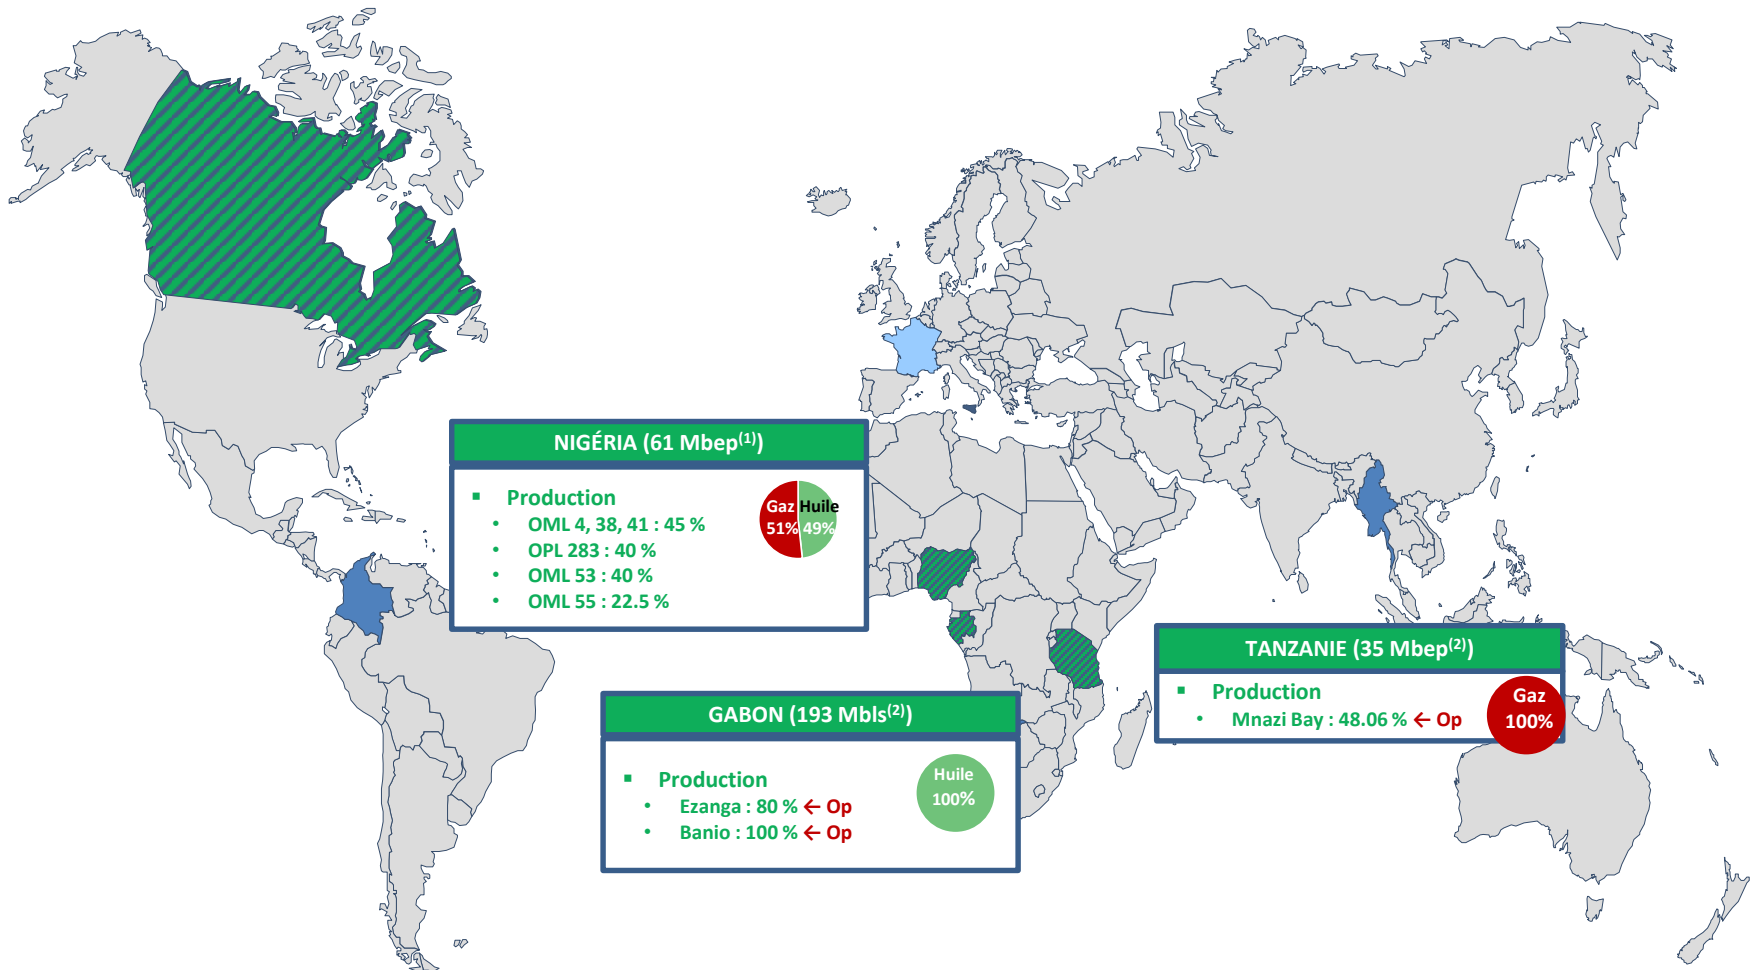 NIGÉRIA (61 Mbep(1))
▪ Production
• OML 4, 38, 41 : 45 %
• OPL 283 : 40 %
• OML 53 : 40 %
• OML 55 : 22.5 %
Gaz Huile
51% 49%
GABON (193 Mbls(2))
▪ Production
• Ezanga : 80 % ← Op
• Banio : 100 % ← Op
Huile
100%
TANZANIE (35 Mbep(2))
▪ Production
• Mnazi Bay : 48.06 % ← Op
Gaz
100%